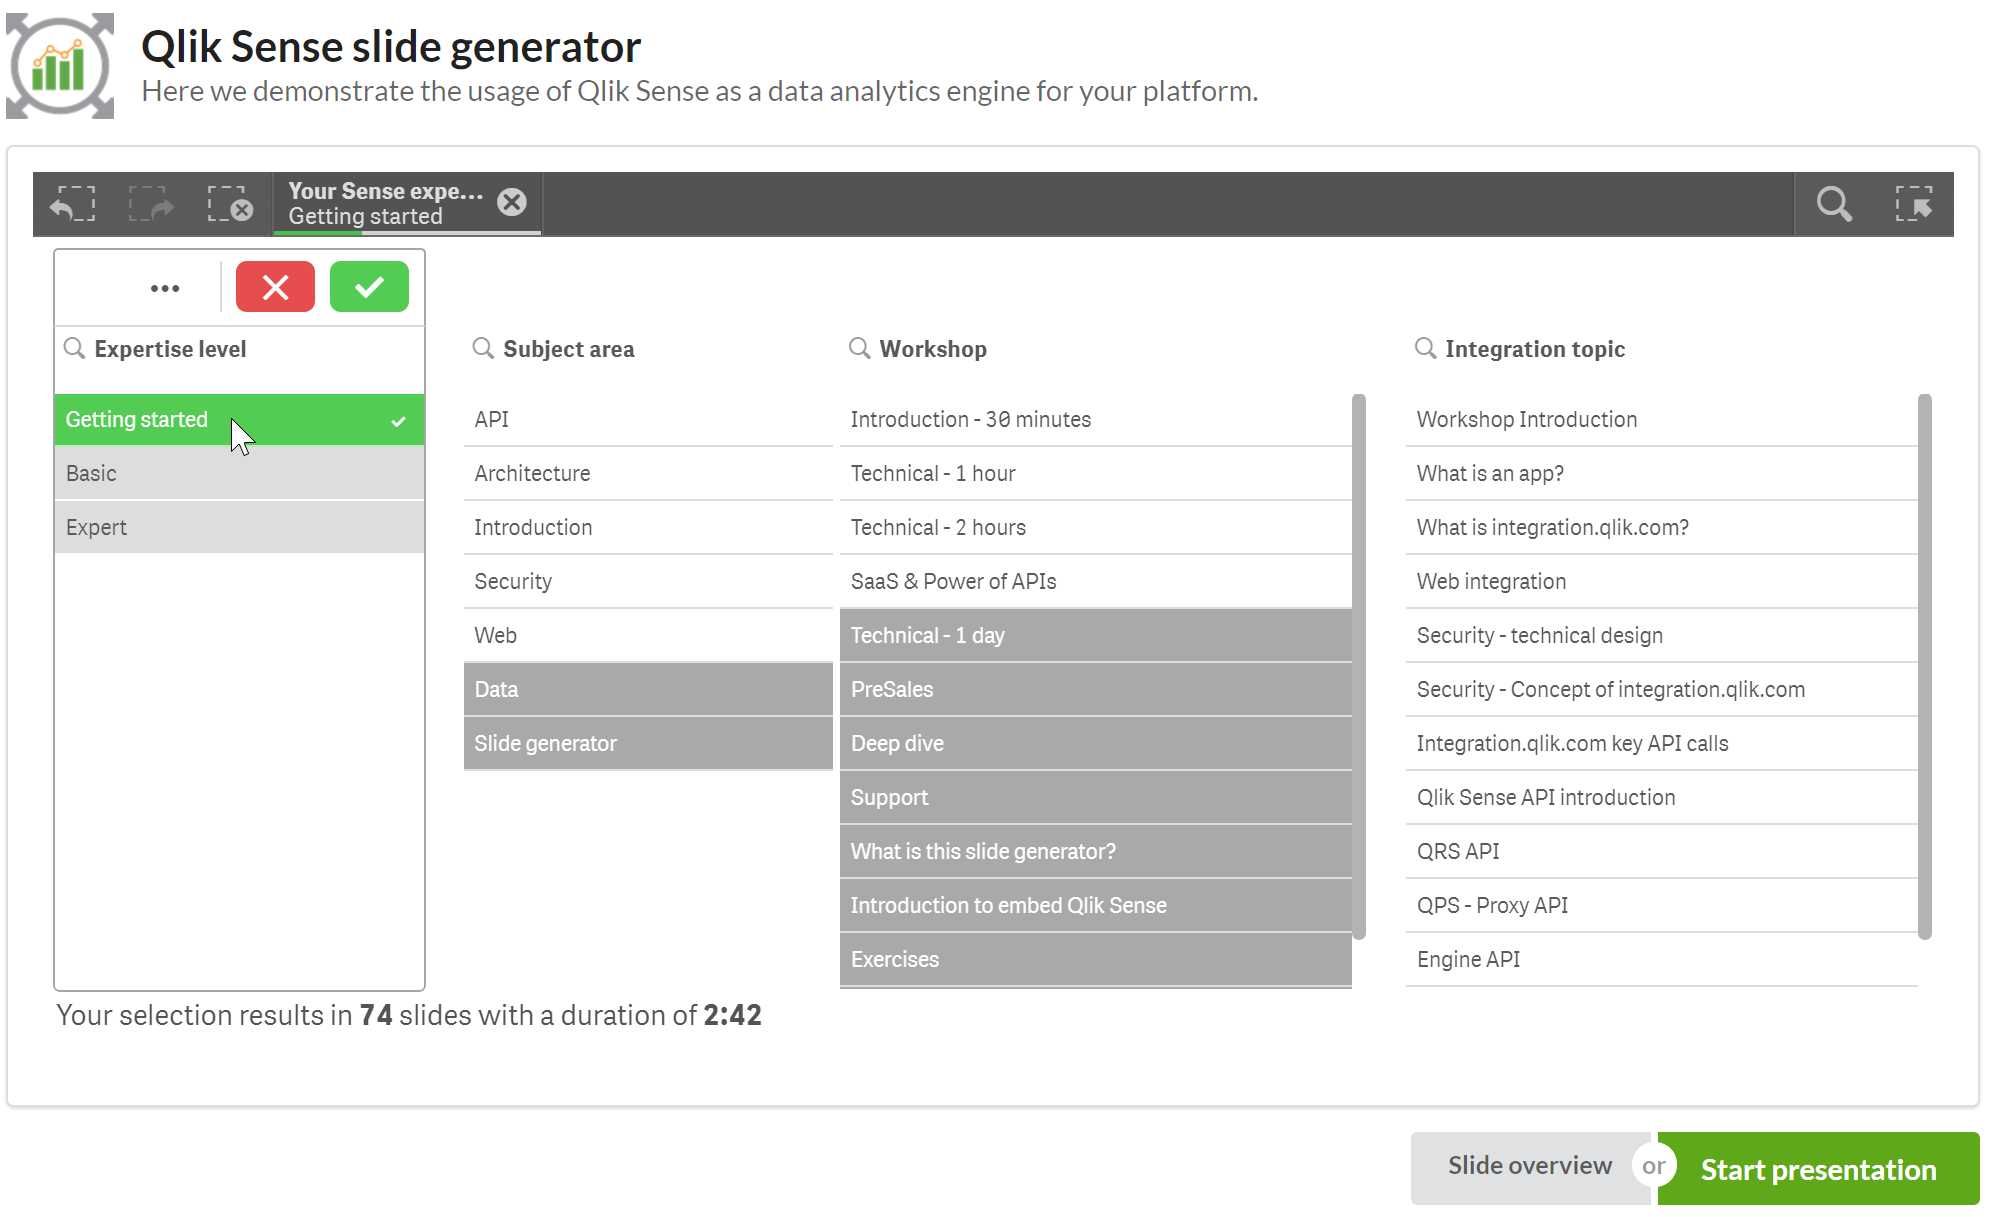 Qlik Sense slide generator
Here we demonstrate the usage of Qlik Sense as a data analytics engine for your platform.
Your Sense expe...
Getting started
Expertise level
Getting started
Basic
Expert
Subject area
API
Architecture
Introduction
Security
Web
Data
Slide generator
Workshop
Introduction - 30 minutes
Technical - 1 hour
Technical - 2 hours
SaaS & Power of APIs
Technical - 1 day
PreSales
Deep dive
Support
What is this slide generator?
Introduction to embed Qlik Sense
Exercises
Integration topic
Workshop Introduction
What is an app?
What is integration.qlik.com?
Web integration
Security - technical design
Security - Concept of integration.qlik.com
Integration.qlik.com key API calls
Qlik Sense API introduction
QRS API
QPS - Proxy API
Engine API
Your selection results in 74 slides with a duration of 2:42
Slide overview
or
Start presentation